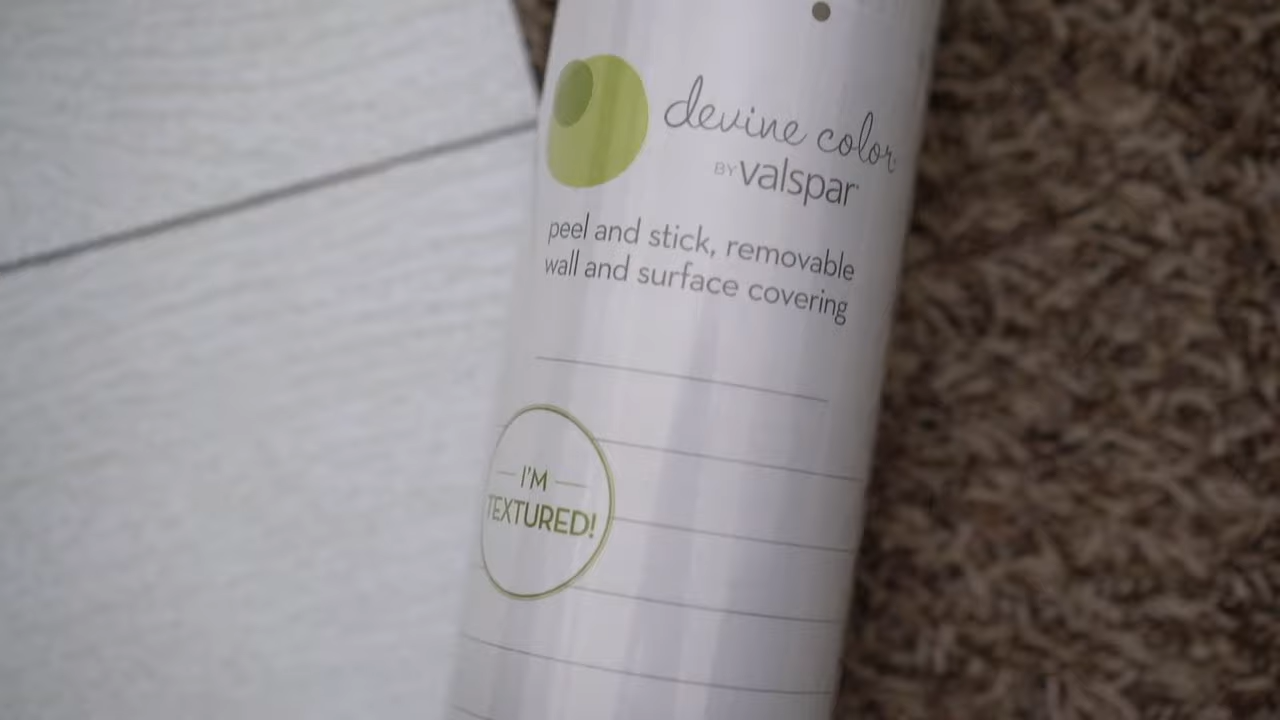 devine color
BY valspar
peel and stick, removable
wall and surface covering
I'M
TEXTURED!